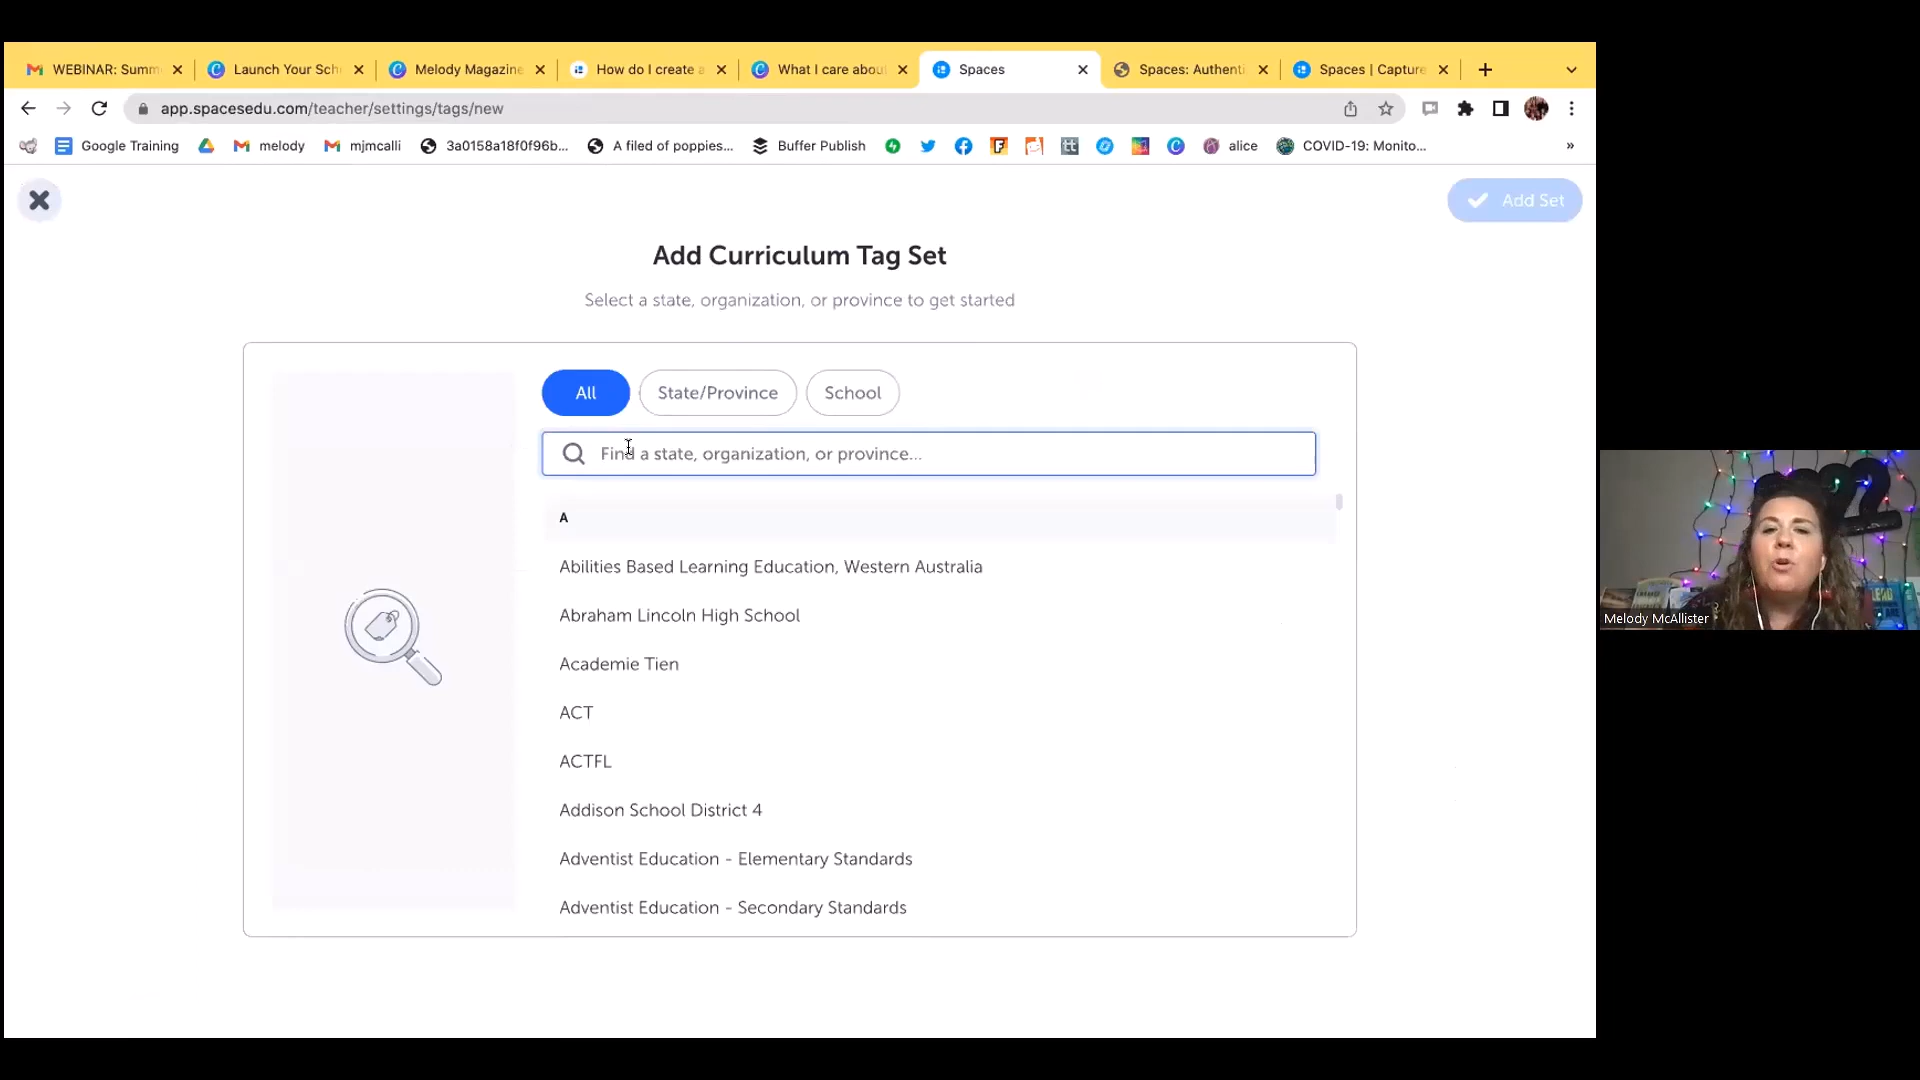 WEBINAR: Summ
Launch Your Sch
Melody Magazine
How do I create a
What I care abou
Spaces
Spaces: Authenti
Spaces | Capture
app.spacesedu.com/teacher/settings/tags/new
Google Training
melody
mjmcalli
3a0158a18f0f96b...
A filed of poppies...
Buffer Publish
alice
COVID-19: Monito...
»
Add Set
Add Curriculum Tag Set
Select a state, organization, or province to get started
All
State/Province
School
Find a state, organization, or province...
A
Abilities Based Learning Education, Western Australia
Abraham Lincoln High School
Academie Tien
ACT
ACTFL
Addison School District 4
Adventist Education - Elementary Standards
Adventist Education - Secondary Standards
Melody McAllister